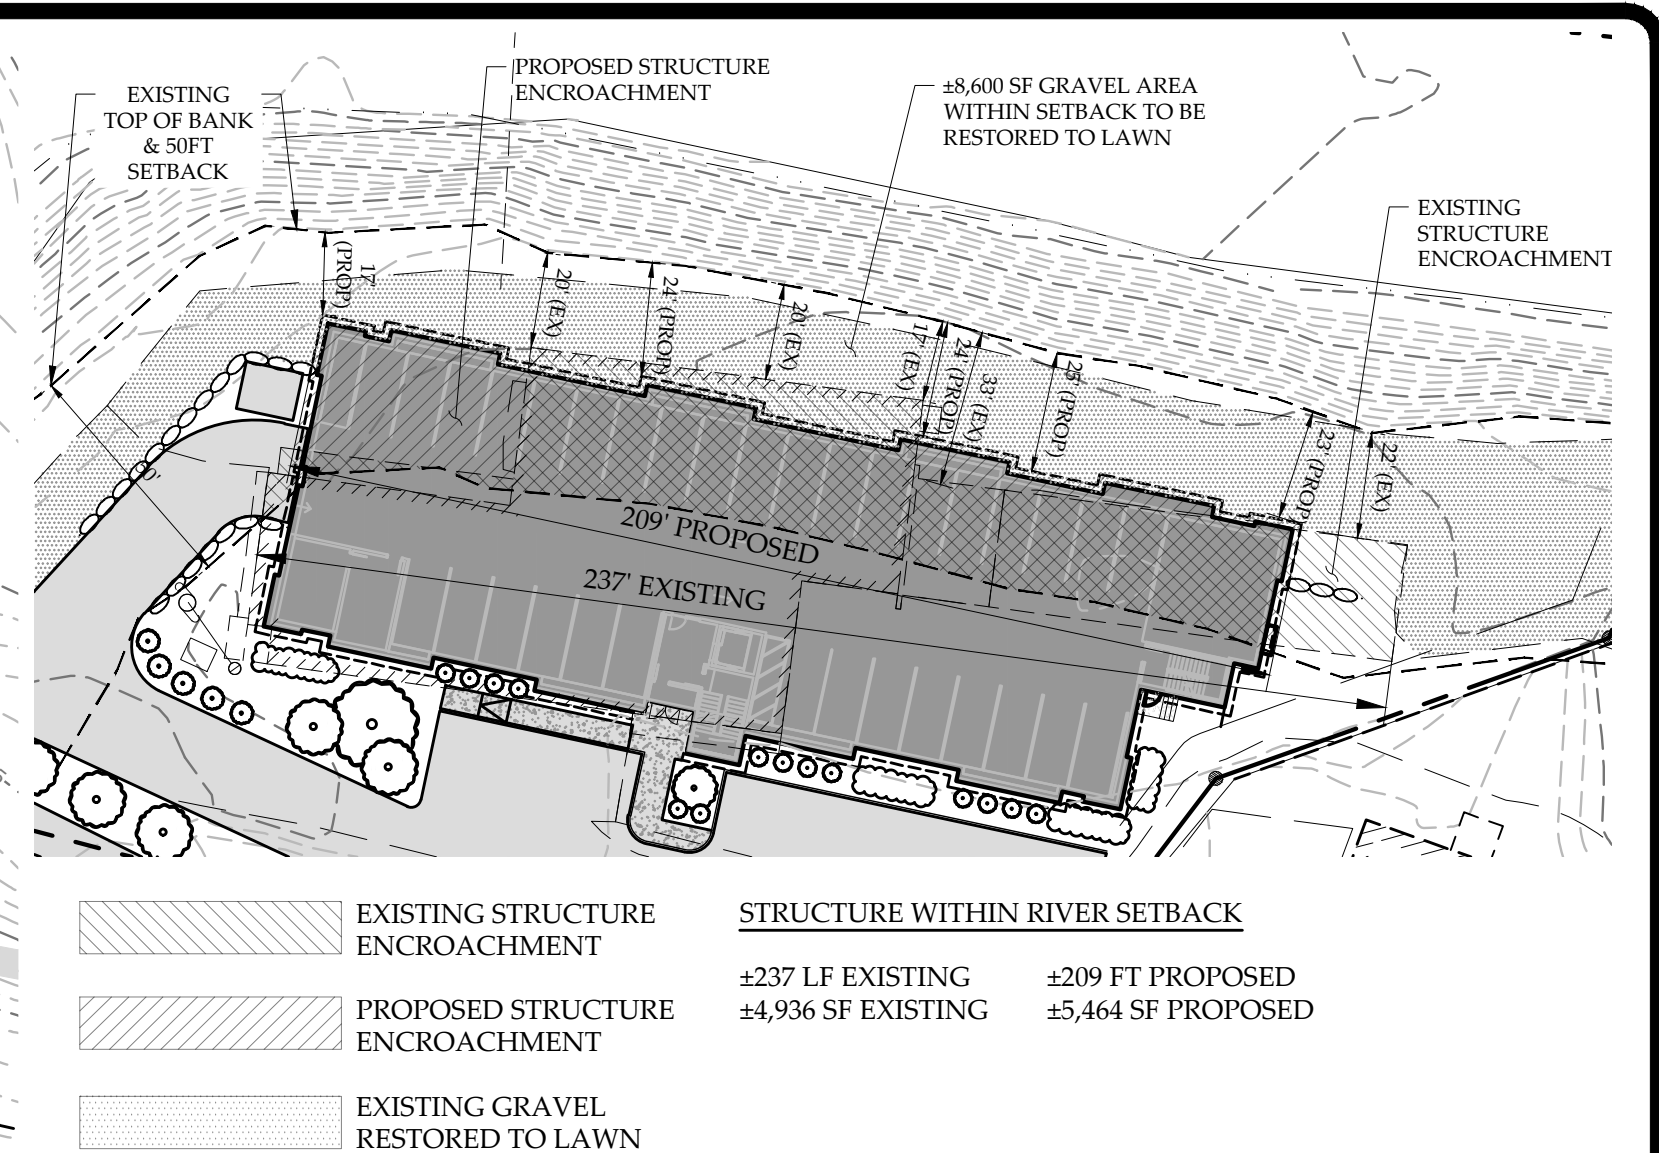 EXISTING
TOP OF BANK
& 50FT
SETBACK
PROPOSED STRUCTURE
ENCROACHMENT
±8,600 SF GRAVEL AREA
WITHIN SETBACK TO BE
RESTORED TO LAWN
EXISTING
STRUCTURE
ENCROACHMENT
17'
(PROP)
20' (EX)
24' (PROP)
20' (EX)
17' (EX)
24' (PROP)
33' (EX)
25' (PROP)
23' (PROP)
22' (EX)
209' PROPOSED
237' EXISTING
EXISTING STRUCTURE
ENCROACHMENT
PROPOSED STRUCTURE
ENCROACHMENT
EXISTING GRAVEL
RESTORED TO LAWN
STRUCTURE WITHIN RIVER SETBACK
±237 LF EXISTING
±209 FT PROPOSED
±4,936 SF EXISTING
±5,464 SF PROPOSED